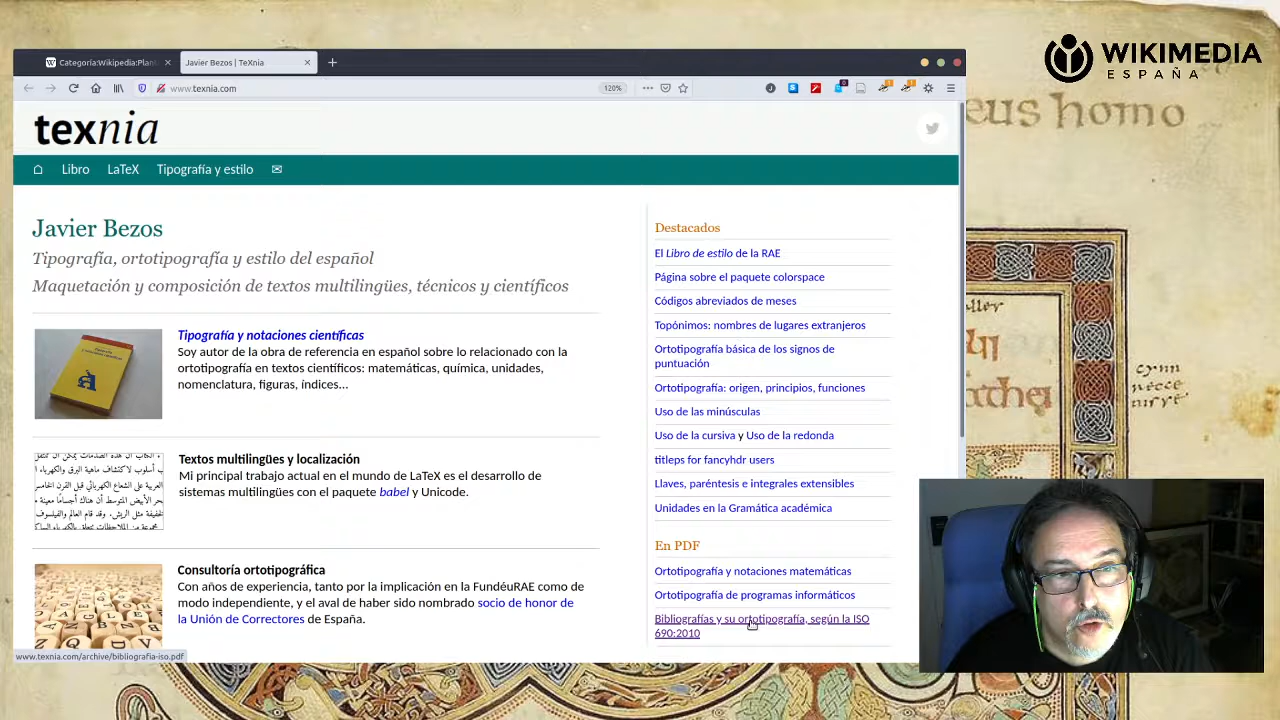 WIKIMEDIA
ESPAÑA
Categoría:Wikipedia:Plan
Javier Bezos | TeXnia
www.texnia.com
120%
texnia
Libro LaTeX Tipografía y estilo
Javier Bezos
Tipografía, ortotipografía y estilo del español
Maquetación y composición de textos multilingües, técnicos y científicos
Tipografía y notaciones científicas
Soy autor de la obra de referencia en español sobre lo relacionado con la
ortotipografía en textos científicos: matemáticas, química, unidades,
nomenclatura, figuras, índices...
Textos multilingües y localización
Mi principal trabajo actual en el mundo de LaTeX es el desarrollo de
sistemas multilingües con el paquete babel y Unicode.
Consultoría ortotipográfica
Con años de experiencia, tanto por la implicación en la FundéuRAE como de
modo independiente, y el aval de haber sido nombrado socio de honor de
la Unión de Correctores de España.
www.texnia.com/archive/bibliografia-iso.pdf
Destacados
El Libro de estilo de la RAE
Página sobre el paquete colorspace
Códigos abreviados de meses
Topónimos: nombres de lugares extranjeros
Ortotipografía básica de los signos de
puntuación
Ortotipografía: origen, principios, funciones
Uso de las minúsculas
Uso de la cursiva y Uso de la redonda
titleps for fancyhdr users
Llaves, paréntesis e integrales extensibles
Unidades en la Gramática académica
En PDF
Ortotipografía y notaciones matemáticas
Ortotipografía de programas informáticos
Bibliografías y su ortotipografía, según la ISO
690:2010
eus homo